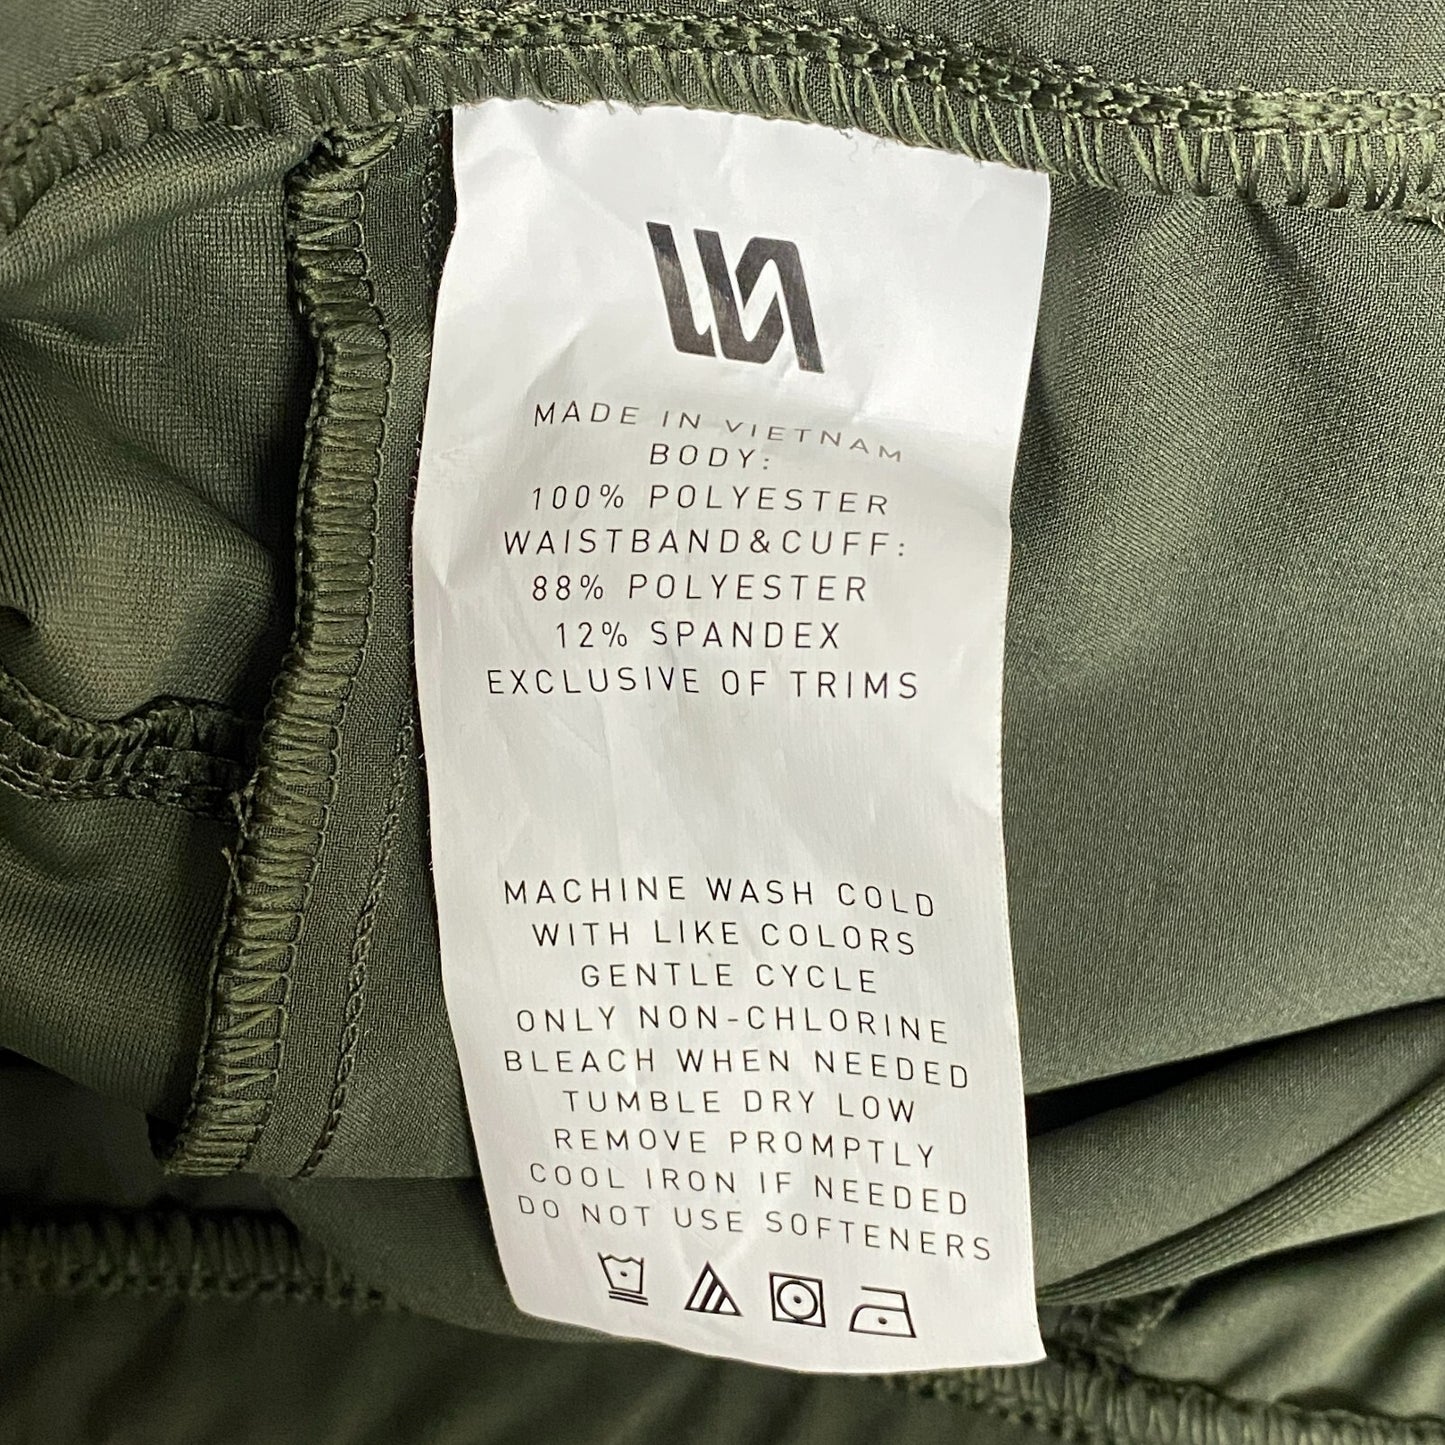 MADE IN VIETNAM
BODY:
100% POLYESTER
WAISTBAND&CUFF:
88% POLYESTER
12% SPANDEX
EXCLUSIVE OF TRIMS
MACHINE WASH COLD
WITH LIKE COLORS
GENTLE CYCLE
ONLY NON-CHLORINE
BLEACH WHEN NEEDED
TUMBLE DRY LOW
REMOVE PROMPTLY
COOL IRON IF NEEDED
DO NOT USE SOFTENERS